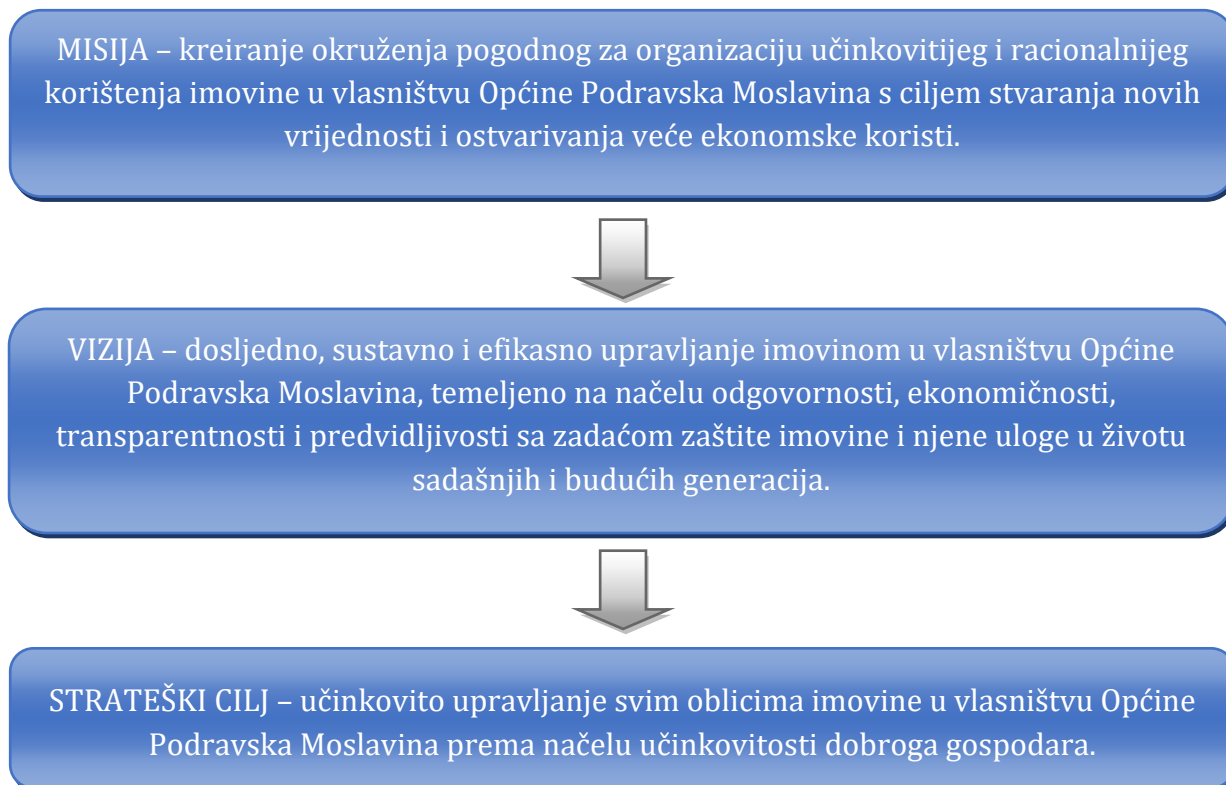 MISIJA – kreiranje okruženja pogodnog za organizaciju učinkovitijeg i racionalnijeg
korištenja imovine u vlasništvu Općine Podravska Moslavina s ciljem stvaranja novih
vrijednosti i ostvarivanja veće ekonomske koristi.
VIZIJA – dosljedno, sustavno i efikasno upravljanje imovinom u vlasništvu Općine
Podravska Moslavina, temeljeno na načelu odgovornosti, ekonomičnosti,
transparentnosti i predvidljivosti sa zadaćom zaštite imovine i njene uloge u životu
sadašnjih i budućih generacija.
STRATEŠKI CILJ – učinkovito upravljanje svim oblicima imovine u vlasništvu Općine
Podravska Moslavina prema načelu učinkovitosti dobroga gospodara.